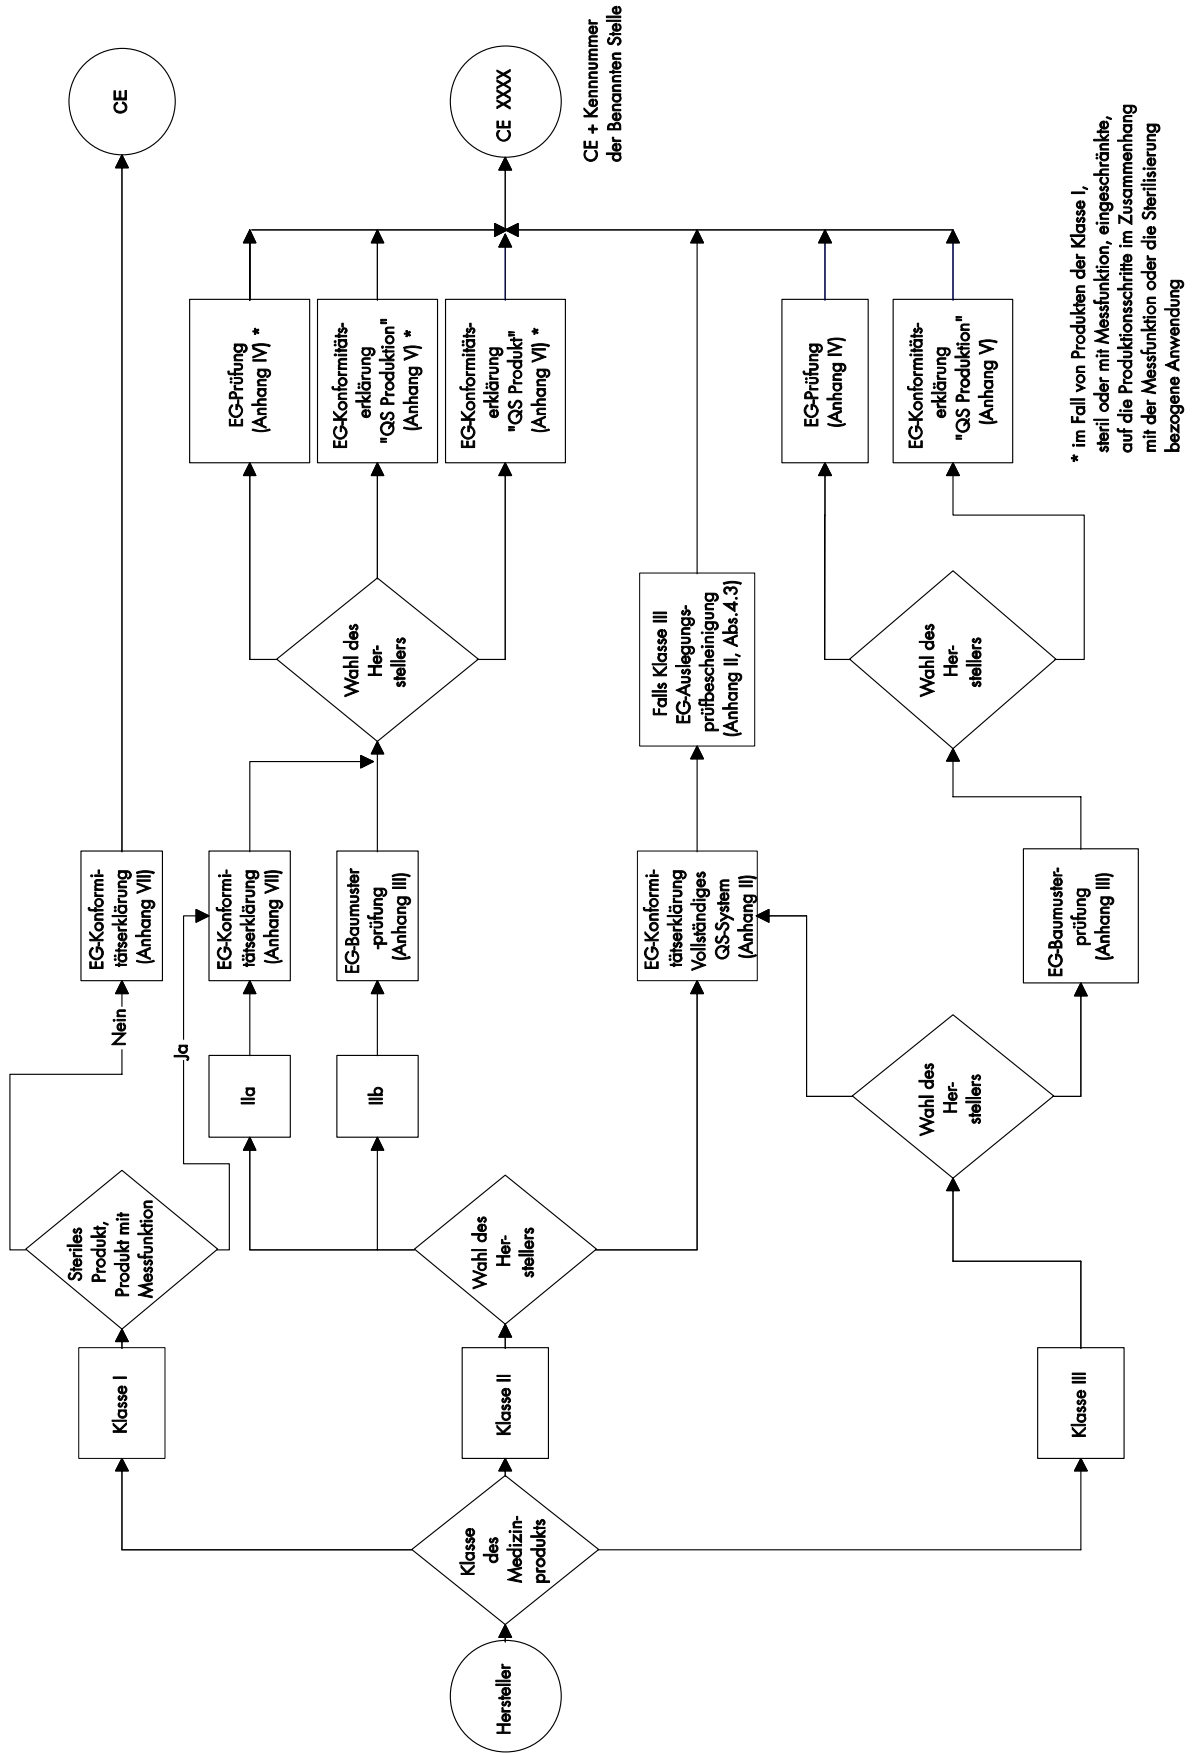 Hersteller
Klasse
des
Medizin-
produkts
Klasse I
Klasse II
Klasse III
Steriles
Produkt,
Produkt mit
Messfunktion
Nein
Ja
Wahl des
Her-
stellers
IIa
IIb
Wahl des
Her-
stellers
EG-Konformi-
tätserklärung
(Anhang VII)
EG-Konformi-
tätserklärung
(Anhang VII)
EG-Baumuster
-prüfung
(Anhang III)
EG-Konformi-
tätserklärung
Vollständiges
QS-System
(Anhang II)
EG-Baumuster-
prüfung
(Anhang III)
Wahl des
Her-
stellers
Falls Klasse III
EG-Auslegungs-
prüfbescheinigung
(Anhang II, Abs.4.3)
Wahl des
Her-
stellers
EG-Prüfung
(Anhang IV) *
EG-Konformitäts-
erklärung
"QS Produktion"
(Anhang V) *
EG-Konformitäts-
erklärung
"QS Produkt"
(Anhang VI) *
EG-Prüfung
(Anhang IV)
EG-Konformitäts-
erklärung
"QS Produktion"
(Anhang V)
CE
CE XXXX
CE + Kennnummer
der Benannten Stelle
* im Fall von Produkten der Klasse I,
steril oder mit Messfunktion, eingeschränkte,
auf die Produktionsschritte im Zusammenhang
mit der Messfunktion oder die Sterilisierung
bezogene Anwendung